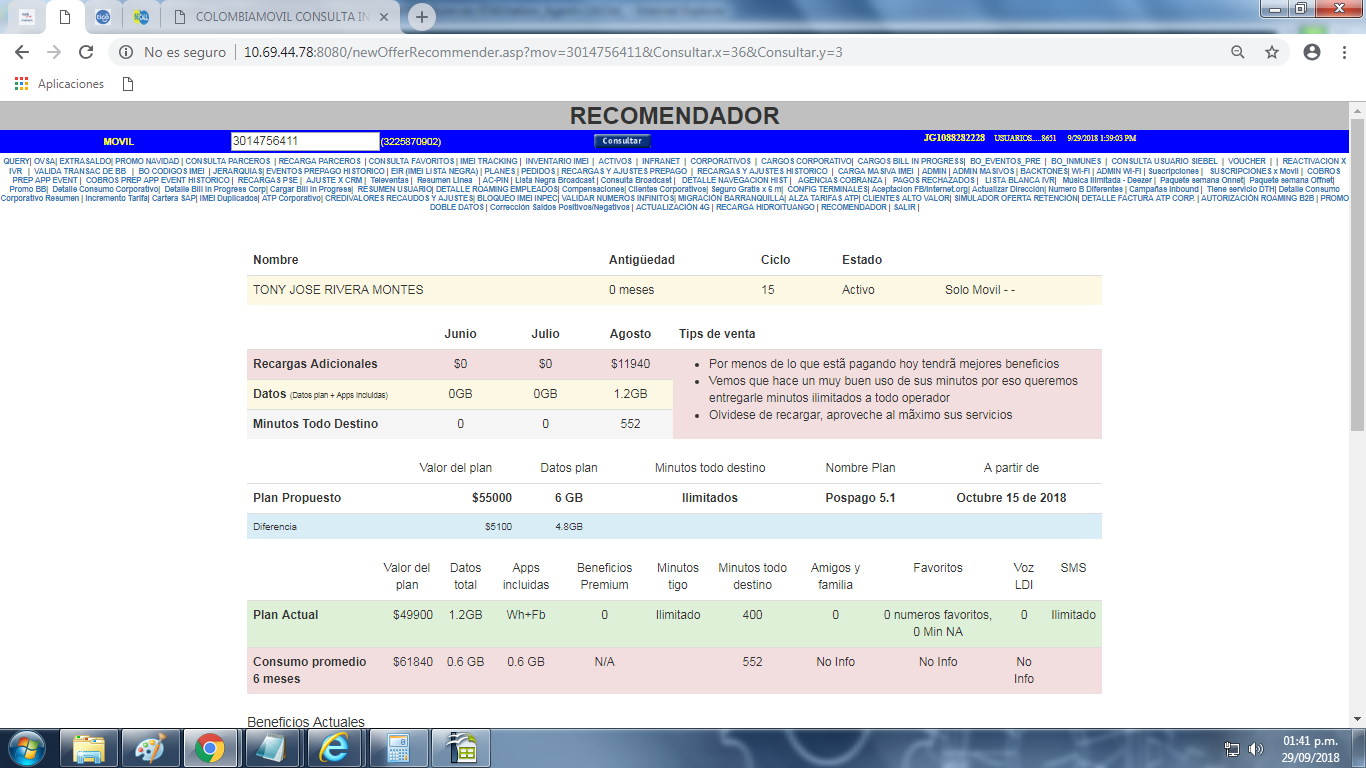 COLOMBIAMOVIL CONSULTA IN
No es seguro | 10.69.44.78:8080/newOfferRecommender.asp?mov=3014756411&Consultar.x=36&Consultar.y=3
Aplicaciones
RECOMENDADOR
MOVIL 3014756411 (3225870902) Consultar JG1088282228 USUARIOS.....8651 9/29/2018 1:39:03 PM
QUERY| OVSA| EXTRASALDO| PROMO NAVIDAD | CONSULTA PARCEROS | RECARGA PARCEROS | CONSULTA FAVORITOS | IMEI TRACKING | INVENTARIO IMEI | ACTIVOS | INFRANET | CORPORATIVOS | CARGOS CORPORATIVO| CARGOS BILL IN PROGRESS| BO_EVENTOS_PRE | BO_INMUNES | CONSULTA USUARIO SIEBEL | VOUCHER | | REACTIVACION X
IVR | VALIDA TRANSAC DE BB | BO CODIGOS IMEI | JERARQUIAS| EVENTOS PREPAGO HISTORICO | EIR (IMEI LISTA NEGRA) | PLANES | PEDIDOS | RECARGAS Y AJUSTES PREPAGO | RECARGAS Y AJUSTES HISTORICO | CARGA MASIVA IMEI | ADMIN | ADMIN MASIVOS | BACKTONES| WI-FI | ADMIN WI-FI | Suscripciones | SUSCRIPCIONES x Movil | COBROS
PREP APP EVENT | COBROS PREP APP EVENT HISTORICO | RECARGAS PSE | AJUSTE X CRM | Televentas | Resumen Linea | AC-PIN | Lista Negra Broadcast | Consulta Broadcast | DETALLE NAVEGACION HIST | AGENCIAS COBRANZA | PAGOS RECHAZADOS | LISTA BLANCA IVR| Música Ilimitada - Deezer | Paquete semana Onnet| Paquete semana Offnet|
Promo BB| Detalle Consumo Corporativo| Detalle Bill In Progress Corp| Cargar Bill In Progress| RESUMEN USUARIO| DETALLE ROAMING EMPLEADOS| Compensaciones| Clientes Corporativos| Seguro Gratis x 6 m| CONFIG TERMINALES| Aceptacion FB/Internet.org| Actualizar Dirección| Numero B Diferentes | Campañas Inbound | Tiene servicio DTH| Detalle Consumo
Corporativo Resumen | Incremento Tarifa| Cartera SAP| IMEI Duplicados| ATP Corporativo| CREDIVALORES RECAUDOS Y AJUSTES| BLOQUEO IMEI INPEC| VALIDAR NUMEROS INFINITOS| MIGRACIÓN BARRANQUILLA| ALZA TARIFAS ATP| CLIENTES ALTO VALOR| SIMULADOR OFERTA RETENCIÓN| DETALLE FACTURA ATP CORP. | AUTORIZACIÓN ROAMING B2B | PROMO
DOBLE DATOS | Corrección Saldos Positivos/Negativos | ACTUALIZACIÓN 4G | RECARGA HIDROITUANGO | RECOMENDADOR | SALIR |
Nombre Antigüedad Ciclo Estado
TONY JOSE RIVERA MONTES 0 meses 15 Activo Solo Movil - -
Junio Julio Agosto Tips de venta
Recargas Adicionales $0 $0 $11940
Datos (Datos plan + Apps incluidas) 0GB 0GB 1.2GB
Minutos Todo Destino 0 0 552
Por menos de lo que estã pagando hoy tendrã mejores beneficios
Vemos que hace un muy buen uso de sus minutos por eso queremos
entregarle minutos ilimitados a todo operador
Olvidese de recargar, aproveche al mãximo sus servicios
Valor del plan Datos plan Minutos todo destino Nombre Plan A partir de
Plan Propuesto $55000 6 GB Ilimitados Pospago 5.1 Octubre 15 de 2018
Diferencia $5100 4.8GB
Valor del plan Datos total Apps incluidas Beneficios Premium Minutos tigo Minutos todo destino Amigos y familia Favoritos Voz LDI SMS
Plan Actual $49900 1.2GB Wh+Fb 0 Ilimitado 400 0 0 numeros favoritos, 0 Min NA 0 Ilimitado
Consumo promedio 6 meses $61840 0.6 GB 0.6 GB N/A 552 No Info No Info No Info
Beneficios Actuales
01:41 p.m.
29/09/2018